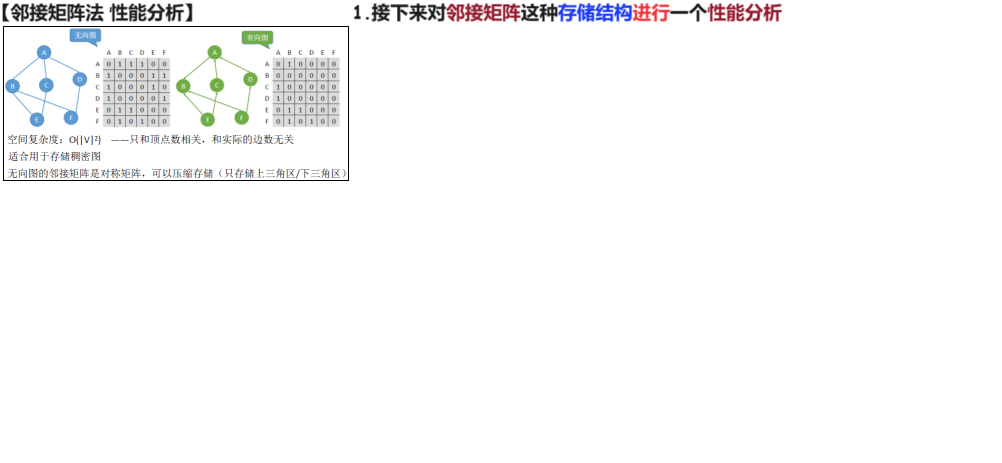 【邻接矩阵法 性能分析】
1.接下来对邻接矩阵这种存储结构进行一个性能分析
无向图
A B C D E F
A 0 1 1 1 0 0
B 1 0 0 0 1 1
C 1 0 0 0 1 0
D 1 0 0 0 0 1
E 0 1 1 0 0 0
F 0 1 0 1 0 0
A
B
C
D
E
F
有向图
A B C D E F
A 0 1 0 0 0 0
B 0 0 0 0 0 0
C 1 0 0 0 0 0
D 1 0 0 0 0 0
E 0 1 1 0 0 0
F 0 1 0 1 0 0
A
B
C
D
E
F
空间复杂度：O(|V|²) ——只和顶点数相关，和实际的边数无关
适合用于存储稠密图
无向图的邻接矩阵是对称矩阵，可以压缩存储（只存储上三角区/下三角区）